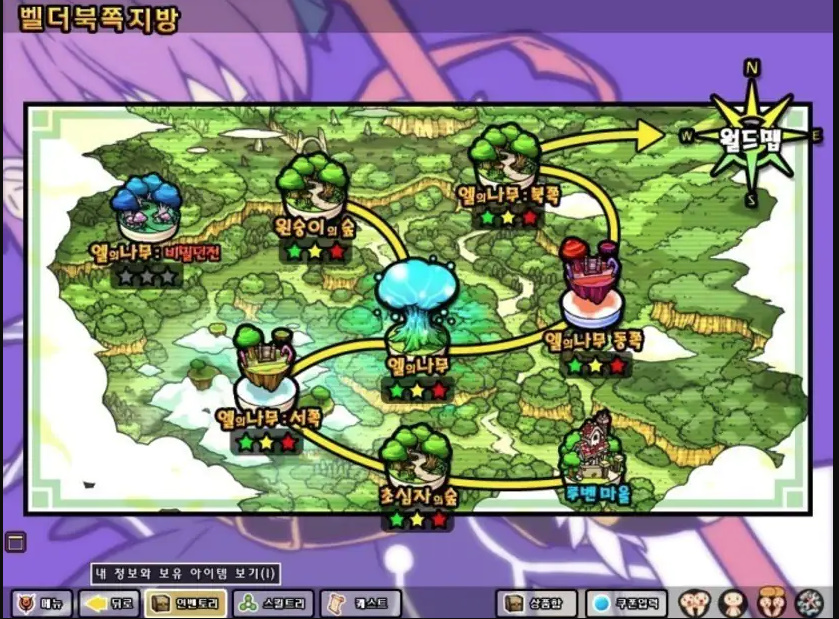 벨더북쪽지방
N
W 월드맵 E
S
엘의나무:북쪽
원숭이의 숲
엘의나무:비밀던전
엘의나무 동쪽
엘의나무
엘의나무:서쪽
초심자의 숲
루벤 마을
내 정보와 보유 아이템 보기(I)
메뉴
뒤로
인벤토리
스킬트리
퀘스트
상품함
쿠폰입력